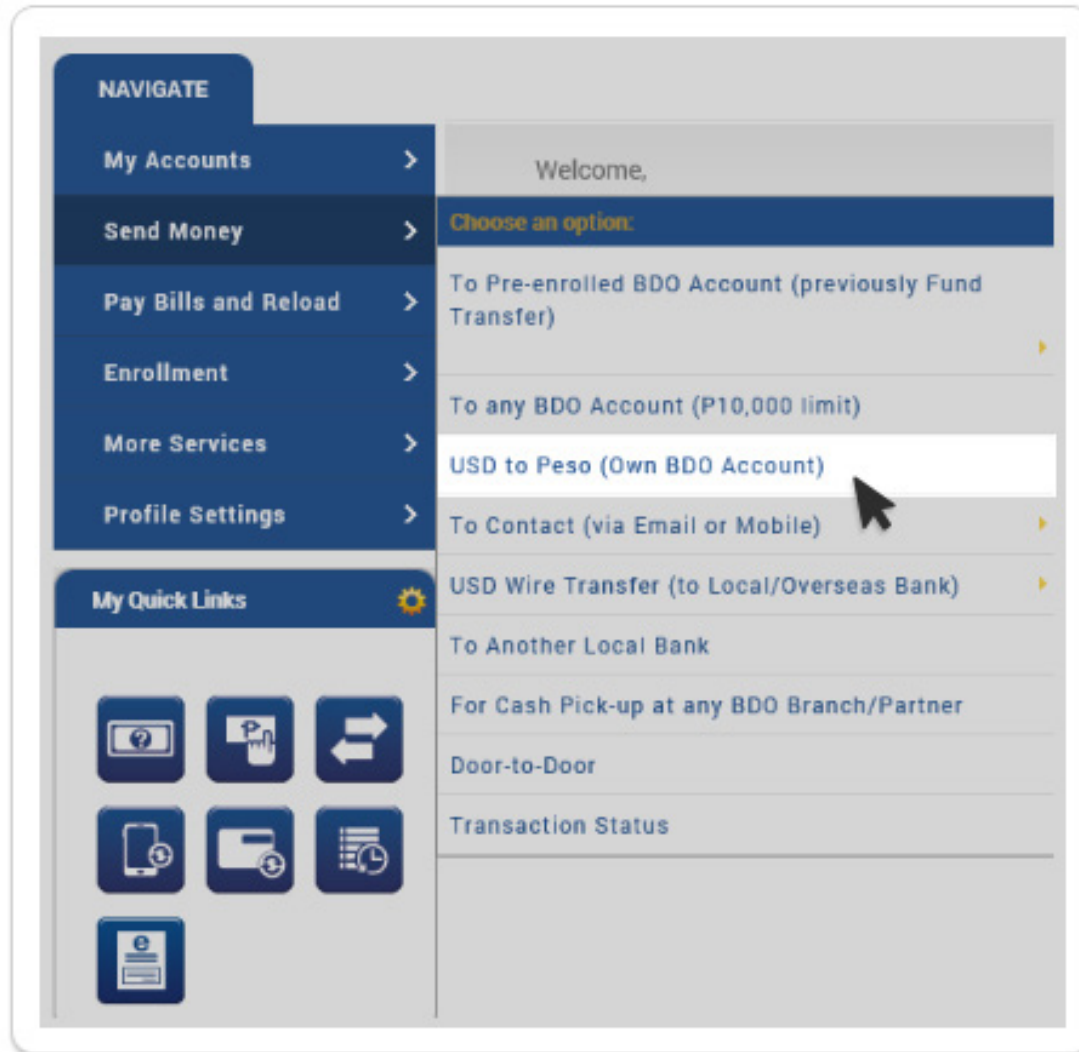 NAVIGATE
My Accounts
Send Money
Pay Bills and Reload
Enrollment
More Services
Profile Settings
My Quick Links
Welcome,
Choose an option:
To Pre-enrolled BDO Account (previously Fund
Transfer)
To any BDO Account (P10,000 limit)
USD to Peso (Own BDO Account)
To Contact (via Email or Mobile)
USD Wire Transfer (to Local/Overseas Bank)
To Another Local Bank
For Cash Pick-up at any BDO Branch/Partner
Door-to-Door
Transaction Status